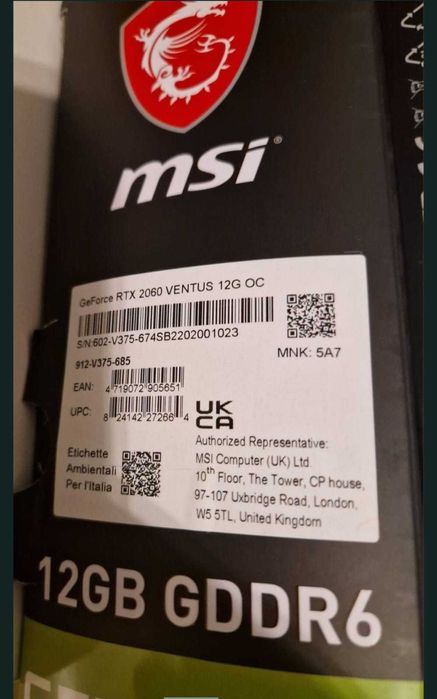 msi
GeForce RTX 2060 VENTUS 12G OC
S/N:602-V375-674SB2202001023
MNK: 5A7
912-V375-685
EAN: 4 719072 905651
UPC: 8 24142 27266 4
UK
CA
Etichette
Ambientali
Per l'Italia
Authorized Representative:
MSI Computer (UK) Ltd.
10th Floor, The Tower, CP house,
97-107 Uxbridge Road, London,
W5 5TL, United Kingdom
12GB GDDR6